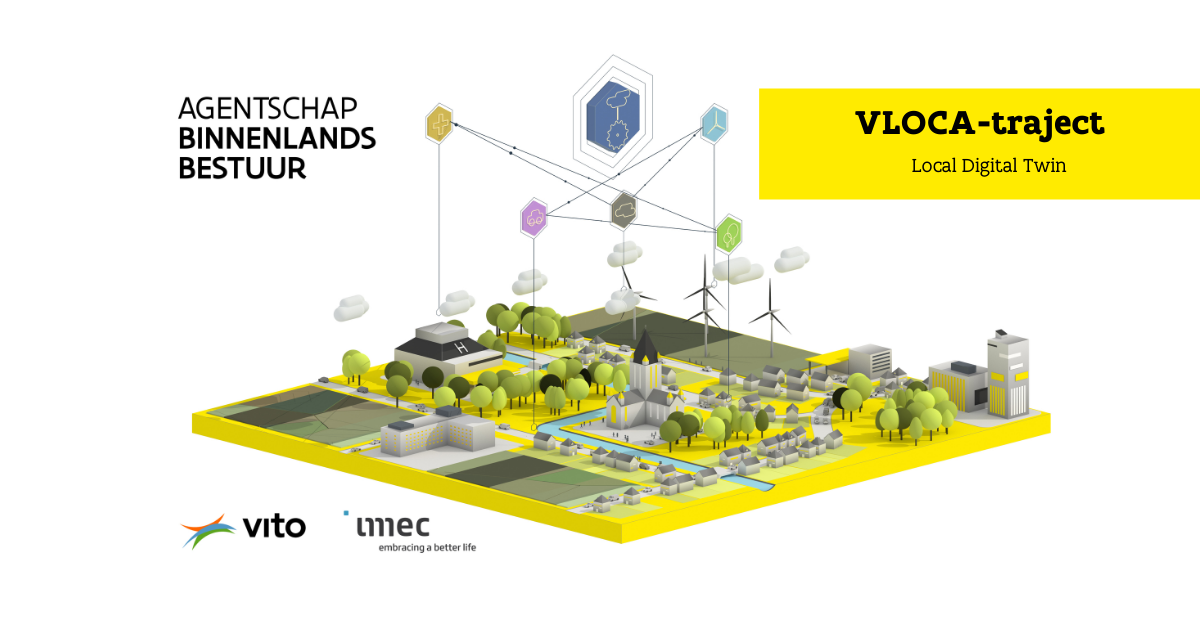 AGENTSCHAP
BINNENLANDS
BESTUUR
VLOCA-traject
Local Digital Twin
H
vito
imec
embracing a better life